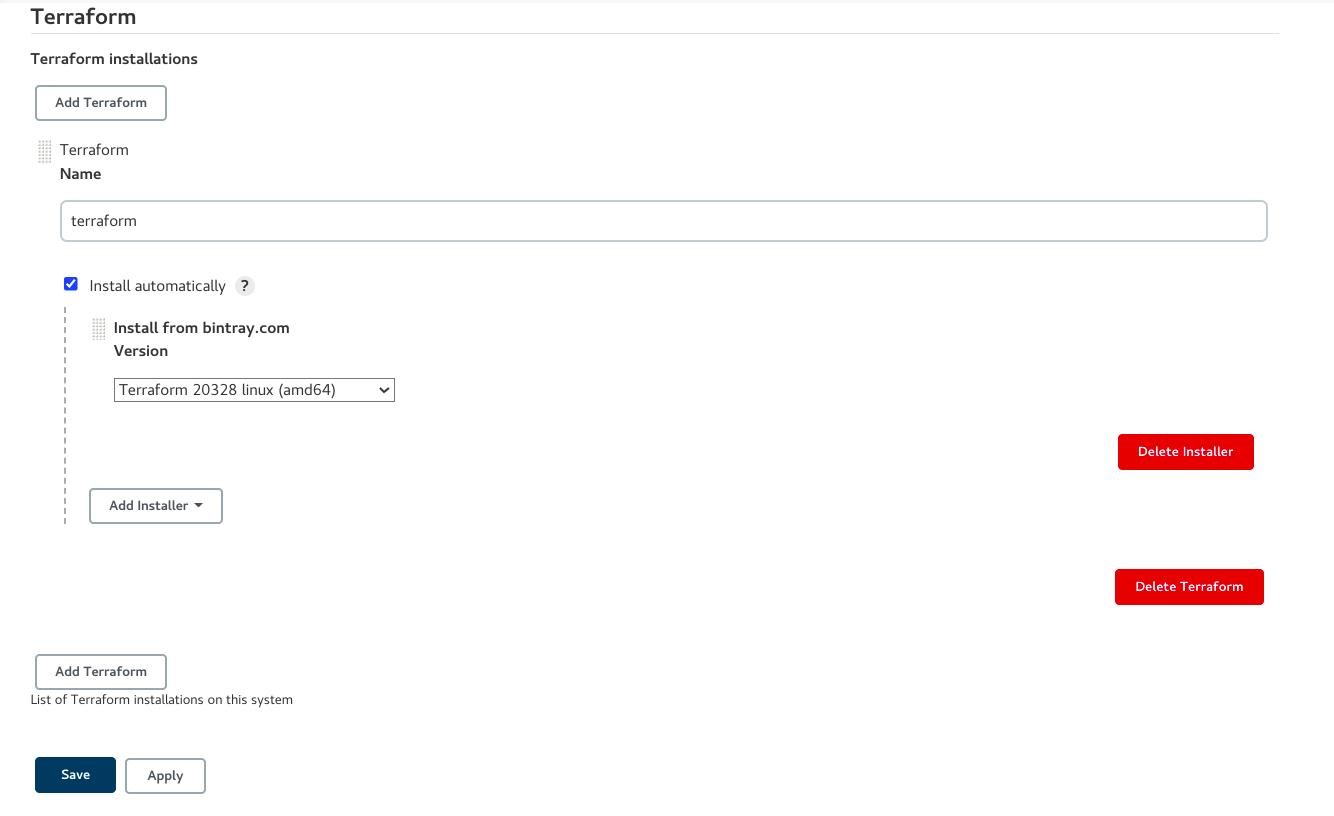 Terraform
Terraform installations
Add Terraform
Terraform
Name
terraform
Install automatically ?
Install from bintray.com
Version
Terraform 20328 linux (amd64)
Delete Installer
Add Installer
Delete Terraform
Add Terraform
List of Terraform installations on this system
Save Apply